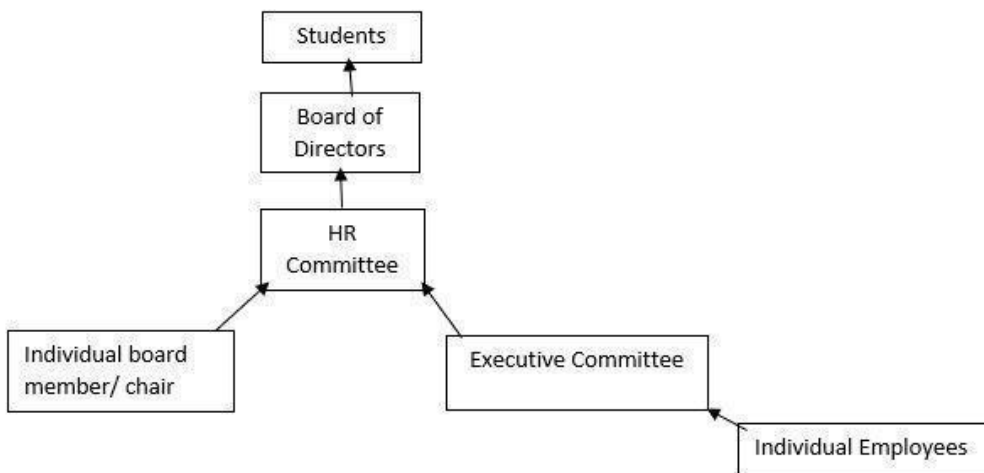 Students
Board of
Directors
HR
Committee
Individual board
member/ chair
Executive Committee
Individual Employees